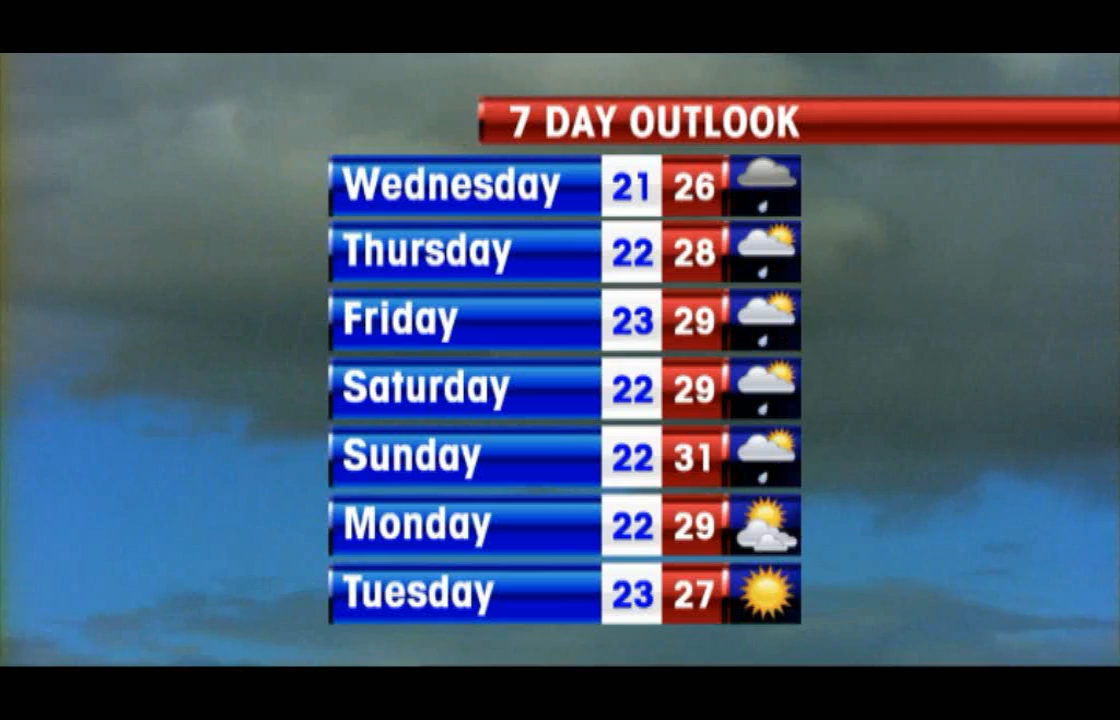 7 DAY OUTLOOK
Wednesday 21 26
Thursday 22 28
Friday 23 29
Saturday 22 29
Sunday 22 31
Monday 22 29
Tuesday 23 27